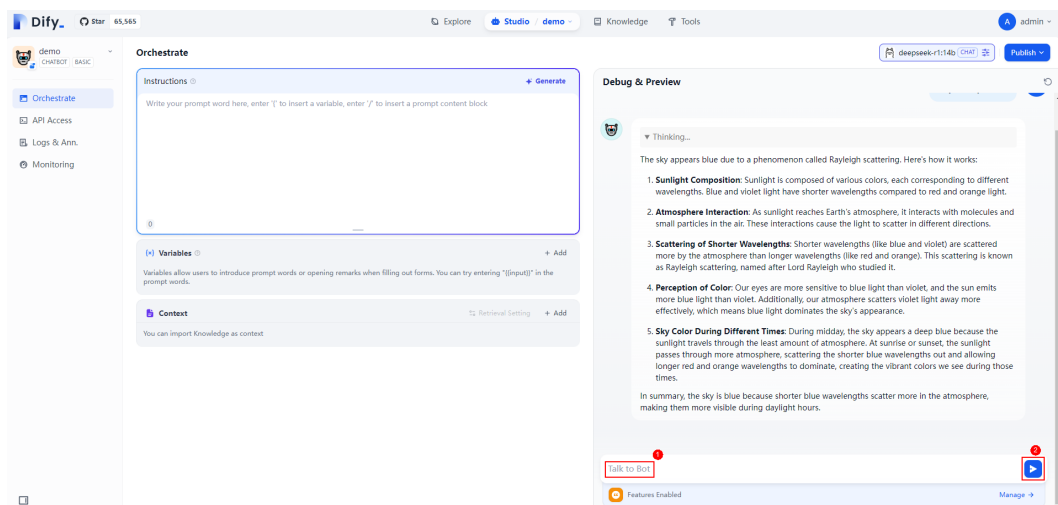 Dify_ Star 65,565 Explore Studio / demo Knowledge Tools A admin
demo
CHATBOT BASIC
Orchestrate
API Access
Logs & Ann.
Monitoring
Orchestrate
deepseek-r1:14b CHAT Publish
Instructions Generate
Write your prompt word here, enter '{' to insert a variable, enter '/' to insert a prompt content block
0
{x} Variables + Add
Variables allow users to introduce prompt words or opening remarks when filling out forms. You can try entering "{{input}}" in the
prompt words.
Context Retrieval Setting + Add
You can import Knowledge as context
Debug & Preview
▼ Thinking...
The sky appears blue due to a phenomenon called Rayleigh scattering. Here's how it works:
1. Sunlight Composition: Sunlight is composed of various colors, each corresponding to different
wavelengths. Blue and violet light have shorter wavelengths compared to red and orange light.
2. Atmosphere Interaction: As sunlight reaches Earth's atmosphere, it interacts with molecules and
small particles in the air. These interactions cause the light to scatter in different directions.
3. Scattering of Shorter Wavelengths: Shorter wavelengths (like blue and violet) are scattered
more by the atmosphere than longer wavelengths (like red and orange). This scattering is known
as Rayleigh scattering, named after Lord Rayleigh who studied it.
4. Perception of Color: Our eyes are more sensitive to blue light than violet, and the sun emits
more blue light than violet. Additionally, our atmosphere scatters violet light away more
effectively, which means blue light dominates the sky's appearance.
5. Sky Color During Different Times: During midday, the sky appears a deep blue because the
sunlight travels through the least amount of atmosphere. At sunrise or sunset, the sunlight
passes through more atmosphere, scattering the shorter blue wavelengths out and allowing
longer red and orange wavelengths to dominate, creating the vibrant colors we see during those
times.
In summary, the sky is blue because shorter blue wavelengths scatter more in the atmosphere,
making them more visible during daylight hours.
1 2
Talk to Bot
Features Enabled Manage →